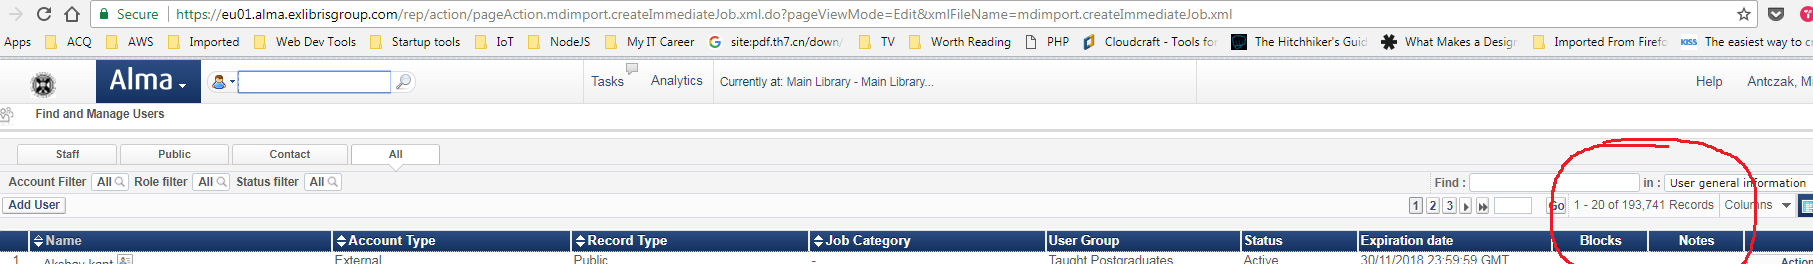 Secure https://eu01.alma.exlibrisgroup.com/rep/action/pageAction.mdimport.createImmediateJob.xml.do?pageViewMode=Edit&xmlFileName=mdimport.createImmediateJob.xml
Apps ACQ AWS Imported Web Dev Tools Startup tools IoT NodeJS My IT Career site:pdf.th7.cn/down/ TV Worth Reading PHP Cloudcraft - Tools for The Hitchhiker's Guid What Makes a Design Imported From Firefo KISS The easiest way to c
Alma Tasks Analytics Currently at: Main Library - Main Library... Help Antczak, Mi
Find and Manage Users
Staff Public Contact All
Account Filter All Role filter All Status filter All Find : in : User general information
Add User 1 2 3 Go 1 - 20 of 193,741 Records Columns
Name Account Type Record Type Job Category User Group Status Expiration date Blocks Notes
1 Akshay kant External Public - Taught Postgraduates Active 30/11/2018 23:59:59 GMT Action